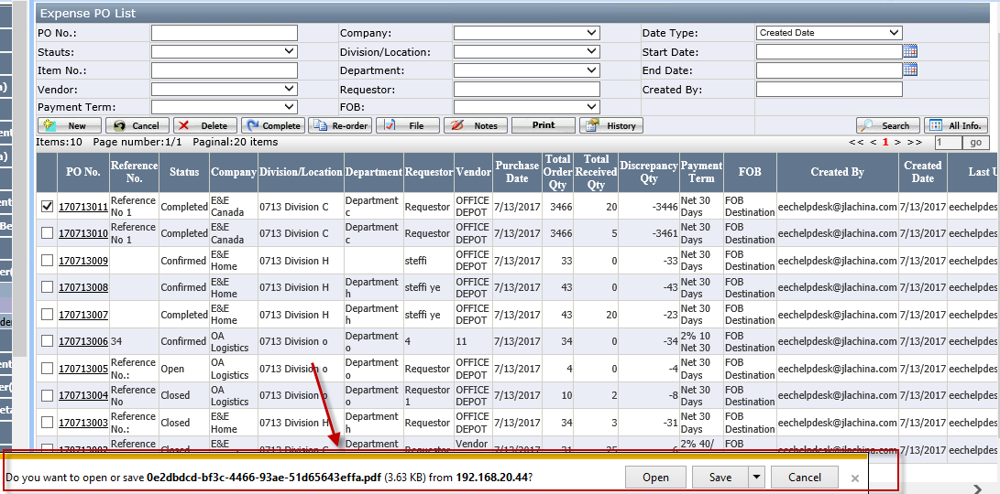 Expense PO List
PO No.: Company: Date Type: Created Date
Stauts: Division/Location: Start Date:
Item No.: Department: End Date:
Vendor: Requestor: Created By:
Payment Term: FOB:
New Cancel Delete Complete Re-order File Notes Print History Search All Info.
Items:10 Page number:1/1 Paginal:20 items << < 1 > >> 1 go
PO No. Reference No. Status Company Division/Location Department Requestor Vendor Purchase Date Total Order Qty Total Received Qty Discrepancy Qty Payment Term FOB Created By Created Date Last U
170713011 Reference No 1 Completed E&E Canada 0713 Division C Department c Requestor OFFICE DEPOT 7/13/2017 3466 20 -3446 Net 30 Days FOB Destination eechelpdesk@jlachina.com 7/13/2017 eechelpdes
170713010 Reference No 1 Completed E&E Canada 0713 Division C Department c Requestor OFFICE DEPOT 7/13/2017 3466 5 -3461 Net 30 Days FOB Destination eechelpdesk@jlachina.com 7/13/2017 eechelpdes
170713009 Confirmed E&E Home 0713 Division H steffi OFFICE DEPOT 7/13/2017 33 0 -33 Net 30 Days FOB Destination eechelpdesk@jlachina.com 7/13/2017 eechelpdes
170713008 Confirmed E&E Home 0713 Division H Department h steffi ye OFFICE DEPOT 7/13/2017 43 0 -43 Net 30 Days FOB Destination eechelpdesk@jlachina.com 7/13/2017 eechelpdes
170713007 Completed E&E Home 0713 Division H Department h steffi ye OFFICE DEPOT 7/13/2017 43 20 -23 Net 30 Days FOB Destination eechelpdesk@jlachina.com 7/13/2017 eechelpdes
170713006 34 Confirmed OA Logistics 0713 Division o Department o 4 11 7/13/2017 34 0 -34 2% 10 Net 30 FOB Destination eechelpdesk@jlachina.com 7/13/2017 eechelpdes
170713005 Reference No.: Open OA Logistics 0713 Division o Department o Requestor OFFICE DEPOT 7/13/2017 4 0 -4 Net 30 Days FOB Destination eechelpdesk@jlachina.com 7/13/2017 eechelpdes
170713004 Reference No Closed OA Logistics 0713 Division o Department o Requestor 1 OFFICE DEPOT 7/13/2017 10 2 -8 Net 30 Days FOB Destination eechelpdesk@jlachina.com 7/13/2017 eechelpdes
170713003 Reference No.: Closed E&E Home 0713 Division H Department h Requestor OFFICE DEPOT 7/13/2017 34 3 -31 Net 30 Days FOB Destination eechelpdesk@jlachina.com 7/13/2017 eechelpdes
Reference E&E Department Vendor 2% 40/ FOB
Do you want to open or save 0e2dbdcd-bf3c-4466-93ae-51d65643effa.pdf (3.63 KB) from 192.168.20.44? Open Save Cancel ×